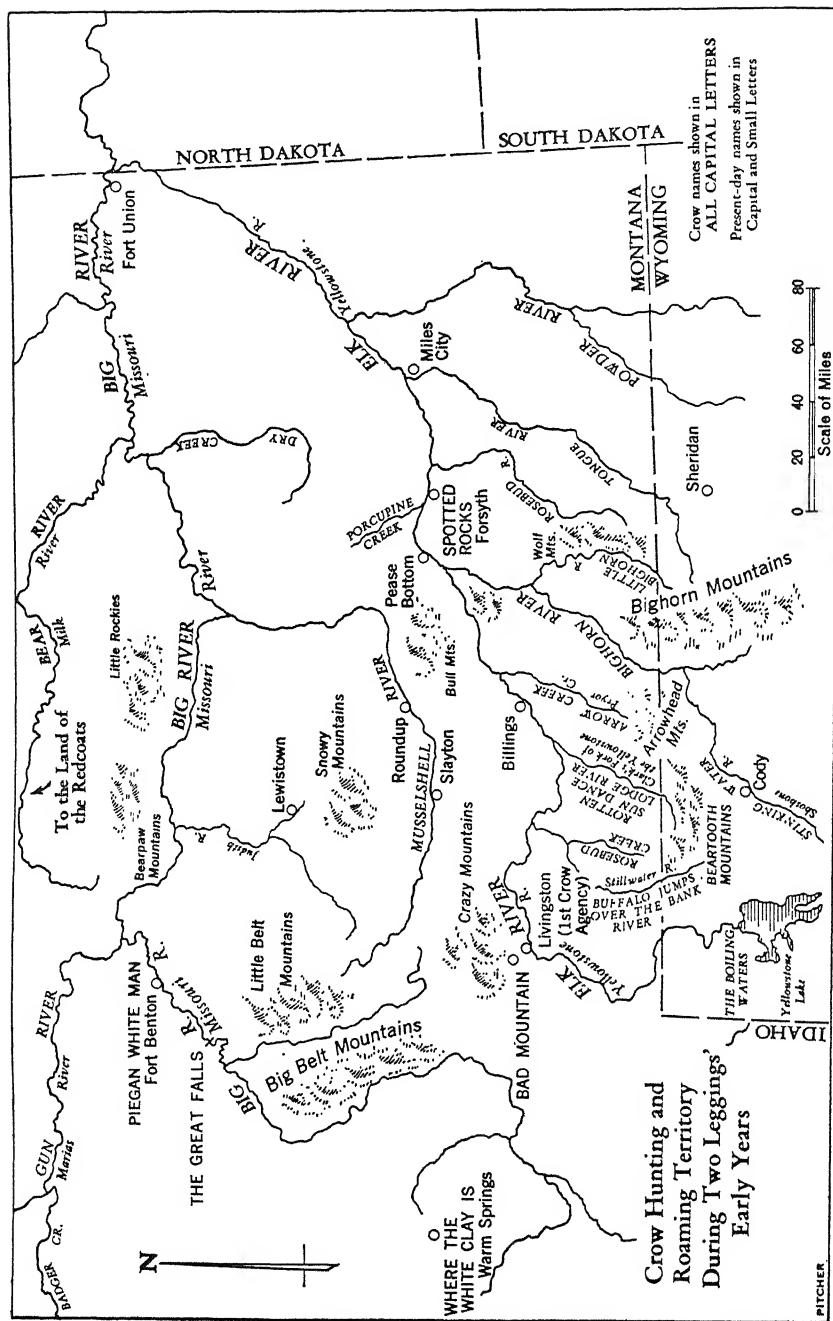 BADGER CR.
GUN RIVER
Marias River
PIEGAN WHITE MAN
Fort Benton
THE GREAT FALLS
BIG R.
Missouri R.
Little Belt
Mountains
Big Belt Mountains
WHERE THE
WHITE CLAY IS
Warm Springs
N
To the Land of
the Redcoats
Bearpaw
Mountains
Little Rockies
BEAR RIVER
Milk River
BIG RIVER
Missouri River
Judith R.
Lewistown
Snowy
Mountains
MUSSELSHELL RIVER
Roundup
Slayton
DRY CREEK
BIG RIVER
Missouri River
Fort Union
NORTH DAKOTA
SOUTH DAKOTA
MONTANA
WYOMING
IDAHO
ELK RIVER
Yellowstone. R.
Miles
City
PORCUPINE
CREEK
SPOTTED
ROCKS
Forsyth
Pease
Bottom
Bull Mts.
Billings
Crazy Mountains
BAD MOUNTAIN
Livingston
(1st Crow
Agency)
ELK RIVER
Yellowstone R.
POWDER RIVER
TONGUE RIVER
ROSEBUD R.
Wolf
Mts.
LITTLE
BIGHORN R.
Bighorn Mountains
BIGHORN RIVER
Sheridan
ARROW CREEK
Pryor Cr.
Arrowhead
Mts.
Clark's Fork of
the Yellowstone
ROTTEN
SUN DANCE
LODGE RIVER
ROSEBUD
CREEK
Stillwater R.
BUFFALO JUMPS
OVER THE BANK
RIVER
BEARTOOTH
MOUNTAINS
STINKING WATER R.
Shoshone
Cody
THE BOILING
WATERS
Yellowstone
Lake
Crow Hunting and
Roaming Territory
During Two Leggings'
Early Years
Crow names shown in
ALL CAPITAL LETTERS
Present-day names shown in
Capital and Small Letters
0 20 40 60 80
Scale of Miles
PITCHER